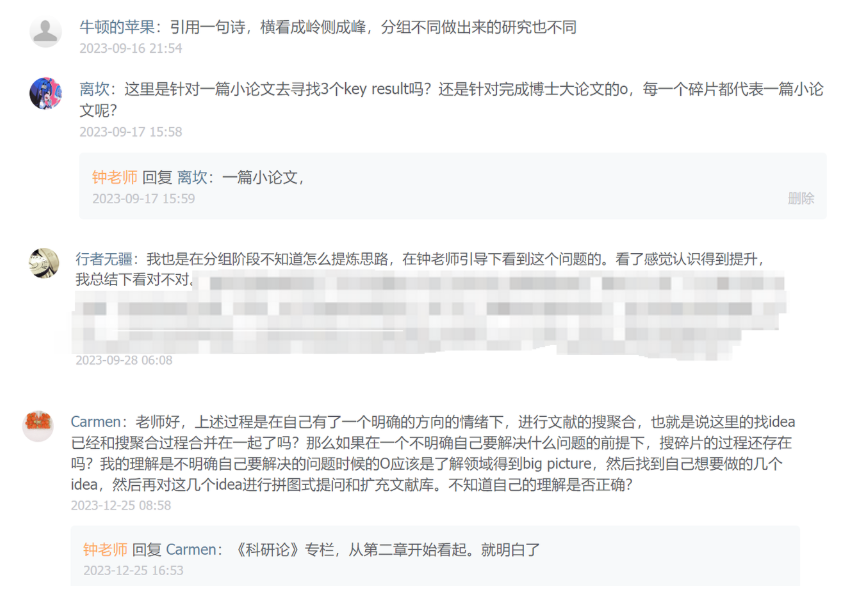 牛顿的苹果：引用一句诗，横看成岭侧成峰，分组不同做出来的研究也不同
2023-09-16 21:54
离坎：这里是针对一篇小论文去寻找3个key result吗？还是针对完成博士大论文的o，每一个碎片都代表一篇小论
文呢？
2023-09-17 15:58
钟老师 回复 离坎：一篇小论文，
2023-09-17 15:59
删除
行者无疆：我也是在分组阶段不知道怎么提炼思路，在钟老师引导下看到这个问题的。看了感觉认识得到提升，
我总结下看对不对。
2023-09-28 06:08
Carmen：老师好，上述过程是在自己有了一个明确的方向的情绪下，进行文献的搜聚合，也就是说这里的找idea
已经和搜聚合过程合并在一起了吗？那么如果在一个不明确自己要解决什么问题的前提下，搜碎片的过程还存在
吗？我的理解是不明确自己要解决的问题时候的O应该是了解领域得到big picture，然后找到自己想要做的几个
idea，然后再对这几个idea进行拼图式提问和扩充文献库。不知道自己的理解是否正确？
2023-12-25 08:58
钟老师 回复 Carmen：《科研论》专栏，从第二章开始看起。就明白了
2023-12-25 16:53